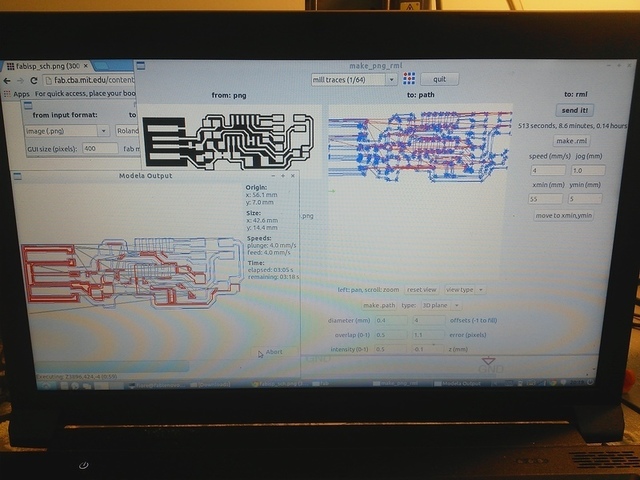 fabisp_sch.png (300
make_png_rml
fab.cba.mit.edu/content
mill traces (1/64)
quit
Apps For quick access, place your boo
from: png
to: path
to: rml
from input format:
to
send it!
image (.png)
Roland
513 seconds, 8.6 minutes, 0.14 hours
GUI size (pixels): 400
make .rml
speed (mm/s) jog (mm)
4 1.0
xmin (mm) ymin (mm)
55 5
move to xmin,ymin
Modela Output
Origin:
x: 56.1 mm
y: 7.0 mm
Size:
x: 42.6 mm
y: 14.4 mm
.png
Speeds:
plunge: 4.0 mm/s
feed: 4.0 mm/s
Time:
elapsed: 03:05 s
left: pan, scroll: zoom reset view view type
make .path type: 3D plane
diameter (mm) 0.4 4 offsets (-1 to fill)
overlap (0-1) 0.5 1.1 error (pixels)
intensity (0-1) 0.5 -0.1 z (mm)
Abort
Modela Output